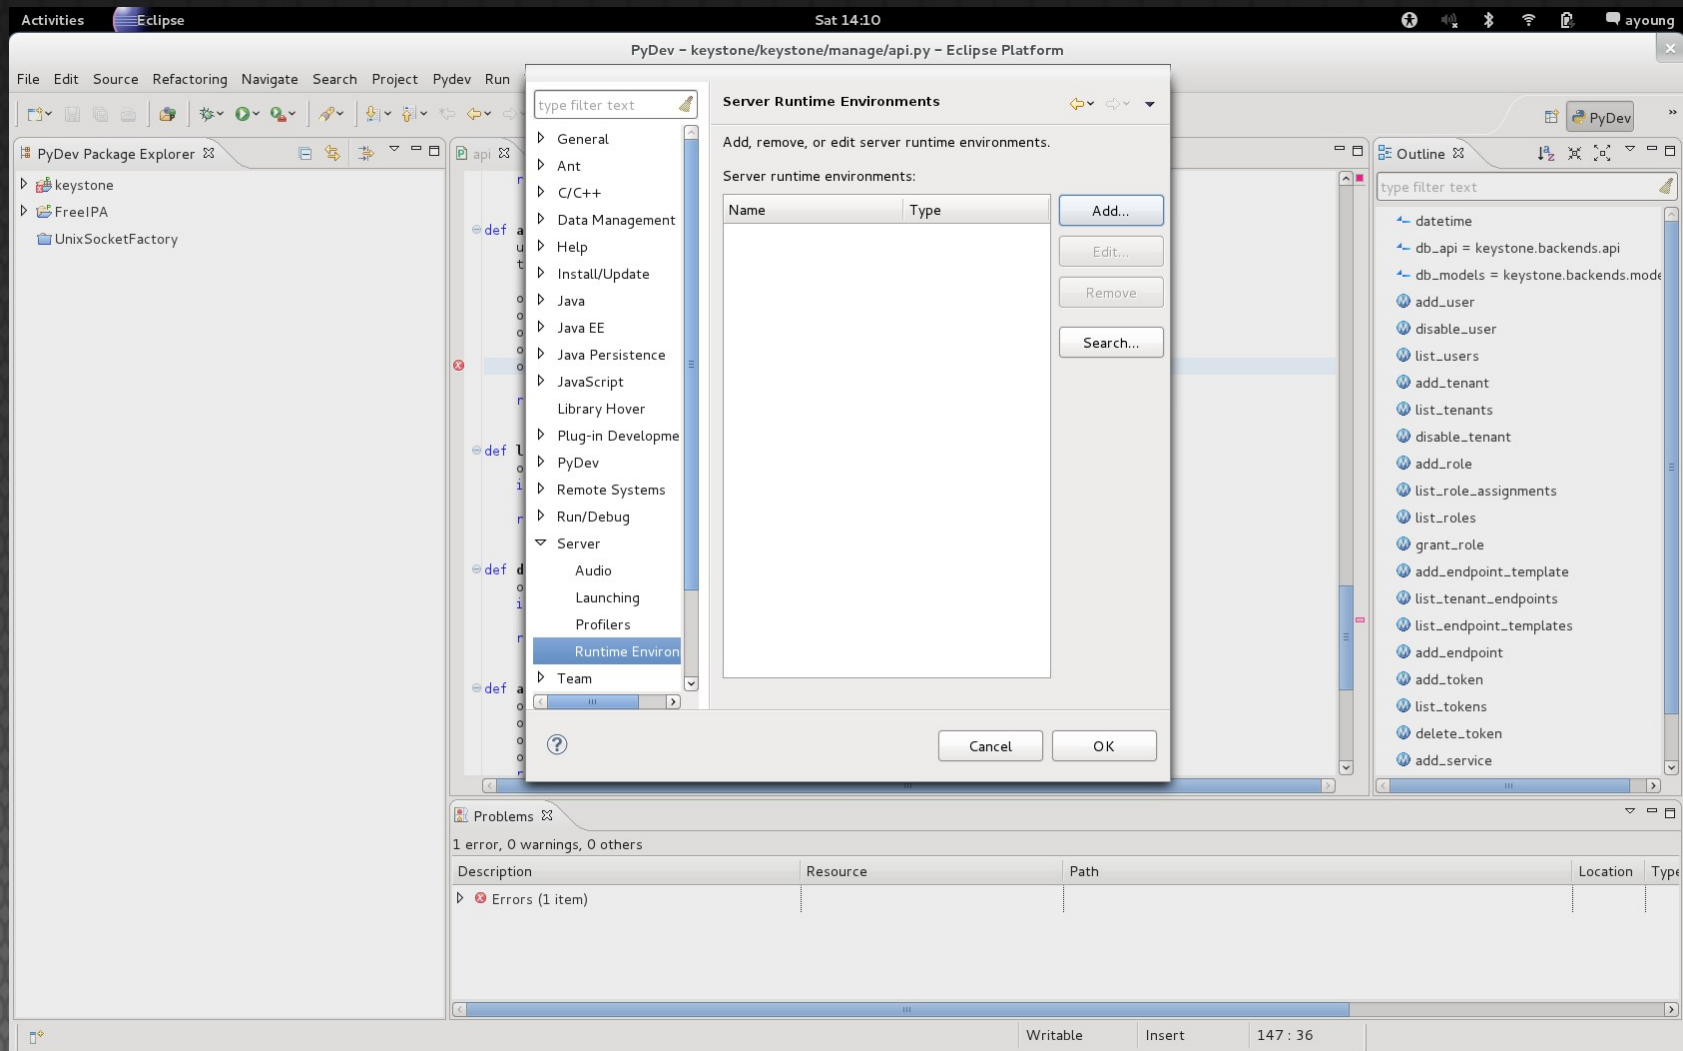 Activities
Eclipse
Sat 14:10
ayoung
PyDev – keystone/keystone/manage/api.py – Eclipse Platform
File Edit Source Refactoring Navigate Search Project Pydev Run
PyDev
PyDev Package Explorer
keystone
FreeIPA
UnixSocketFactory
api
r
def a
u
t
o
o
o
o
o
r
def l
o
i
r
def d
o
i
r
def a
o
o
o
o
r
type filter text
General
Ant
C/C++
Data Management
Help
Install/Update
Java
Java EE
Java Persistence
JavaScript
Library Hover
Plug-in Developme
PyDev
Remote Systems
Run/Debug
Server
Audio
Launching
Profilers
Runtime Environ
Team
Server Runtime Environments
Add, remove, or edit server runtime environments.
Server runtime environments:
Name Type
Add...
Edit...
Remove
Search...
Cancel
OK
Outline
type filter text
datetime
db_api = keystone.backends.api
db_models = keystone.backends.mode
add_user
disable_user
list_users
add_tenant
list_tenants
disable_tenant
add_role
list_role_assignments
list_roles
grant_role
add_endpoint_template
list_tenant_endpoints
list_endpoint_templates
add_endpoint
add_token
list_tokens
delete_token
add_service
Problems
1 error, 0 warnings, 0 others
Description Resource Path Location Type
Errors (1 item)
Writable
Insert
147 : 36